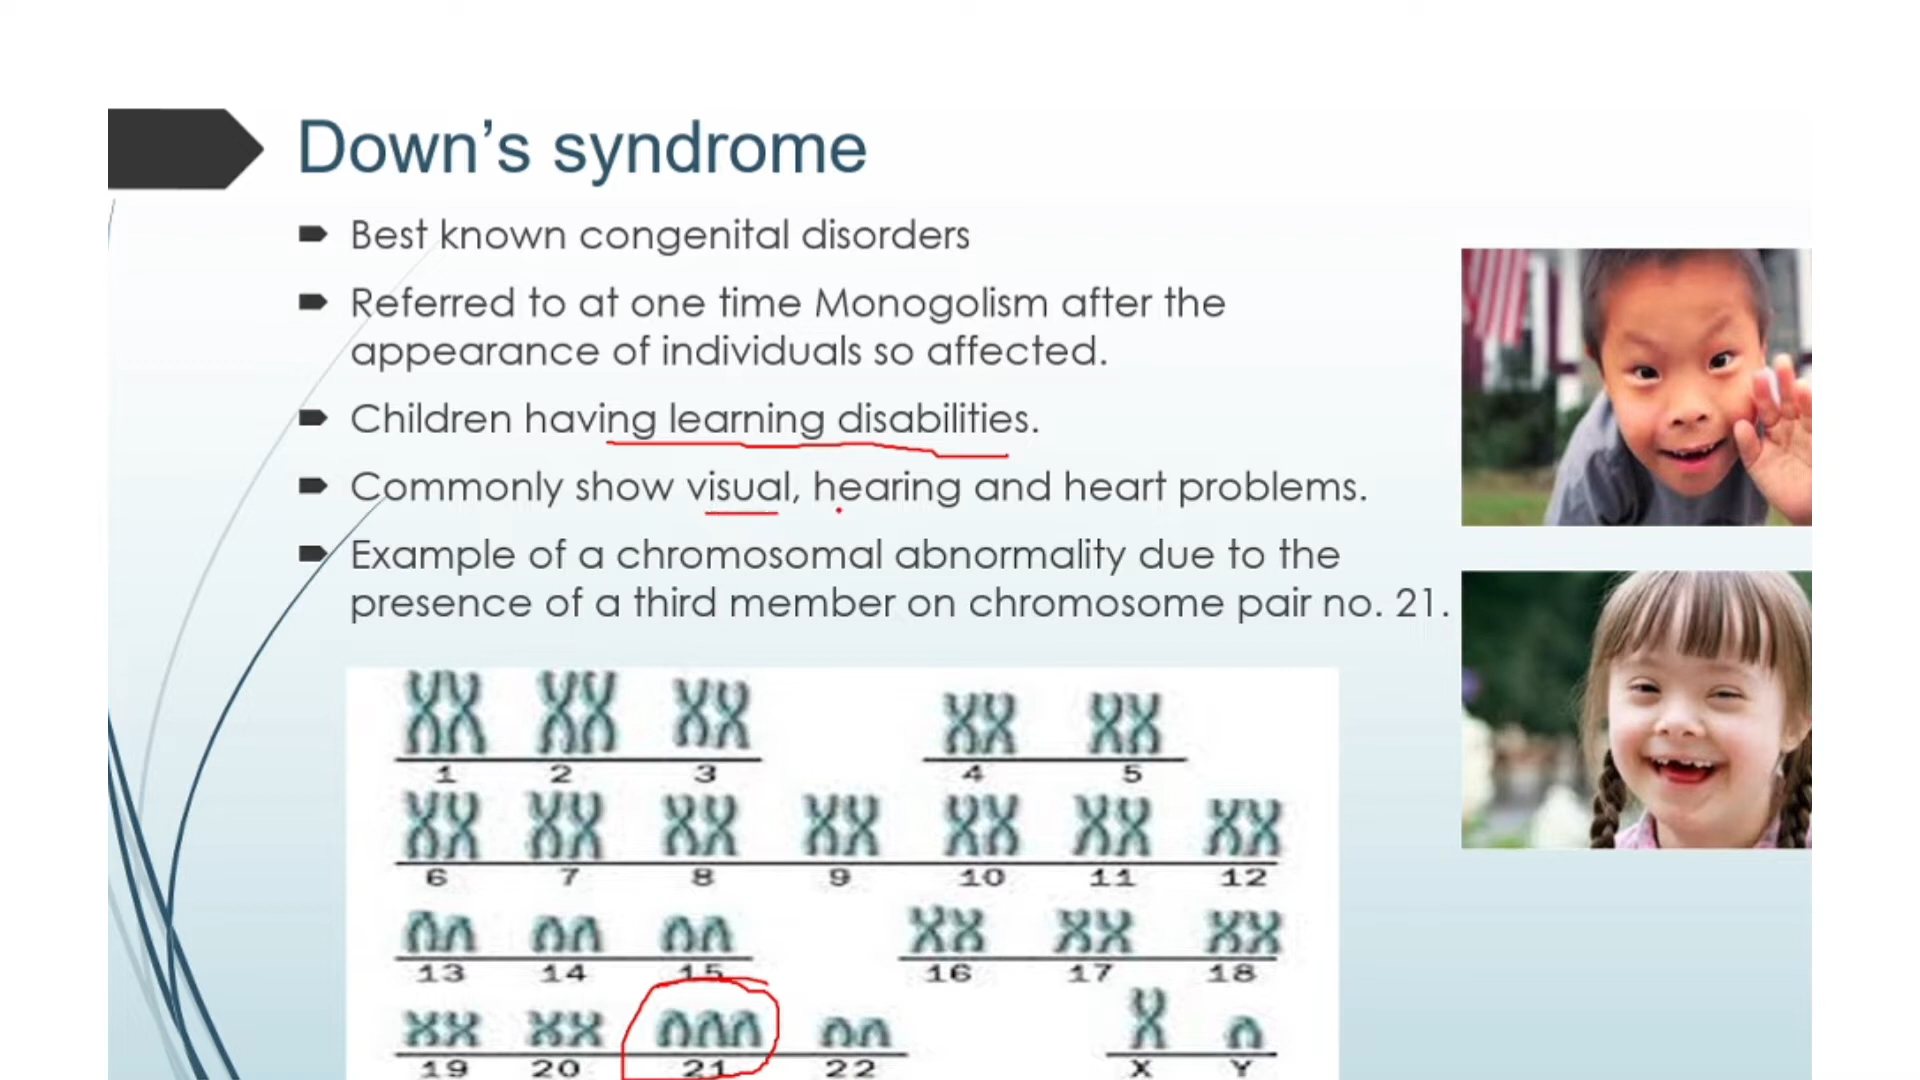 Down’s syndrome
Best known congenital disorders
Referred to at one time Monogolism after the
appearance of individuals so affected.
Children having learning disabilities.
Commonly show visual, hearing and heart problems.
Example of a chromosomal abnormality due to the
presence of a third member on chromosome pair no. 21.
1 2 3 4 5
6 7 8 9 10 11 12
13 14 15 16 17 18
19 20 21 22 X Y